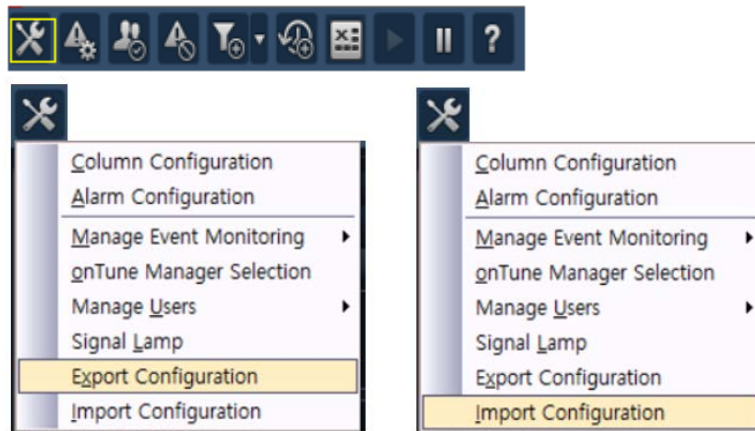 ?
Column Configuration
Alarm Configuration
Manage Event Monitoring
onTune Manager Selection
Manage Users
Signal Lamp
Export Configuration
Import Configuration
Column Configuration
Alarm Configuration
Manage Event Monitoring
onTune Manager Selection
Manage Users
Signal Lamp
Export Configuration
Import Configuration